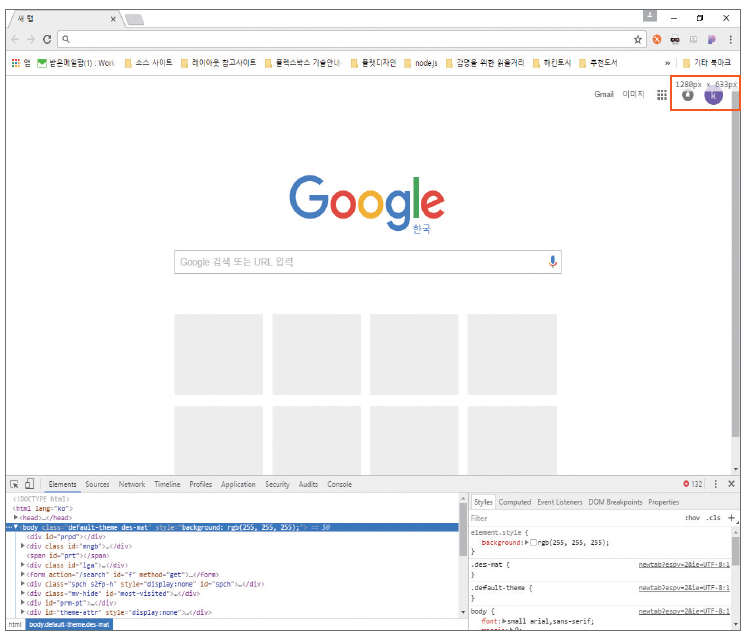 새 탭
앱 받은메일함(1) : Work 소스 사이트 레이아웃 참고사이트 플렉스박스 기술안내 플랫디자인 nodejs 감명을 위한 읽을거리 해킨토시 추천도서 » 기타 북마크
1280px x 633px
Gmail 이미지 K
Google
한국
Google 검색 또는 URL 입력
Elements Sources Network Timeline Profiles Application Security Audits Console 132
<!DOCTYPE html>
<html lang="ko">
▶<head>…</head>
…▼<body class="default-theme des-mat" style="background: rgb(255, 255, 255);"> == $0
<div id="prpd"></div>
▶<div class id="mngb">…</div>
<span id="prt"></span>
▶<div class id="lga">…</div>
▶<form action="/search" id="f" method="get">…</form>
▶<div class="spch s2fp-h" style="display:none" id="spch">…</div>
▶<div class="mv-hide" id="most-visited">…</div>
▶<div id="prm-pt">…</div>
▶<div id="theme-attr" style="display:none">…</div>
html body.default-theme.des-mat
Styles Computed Event Listeners DOM Breakpoints Properties
Filter :hov .cls +
element.style {
background:▶rgb(255, 255, 255);
}
.des-mat { newtab?espv=2&ie=UTF-8:1
}
.default-theme { newtab?espv=2&ie=UTF-8:1
}
body { newtab?espv=2&ie=UTF-8:1
font:▶small arial,sans-serif;